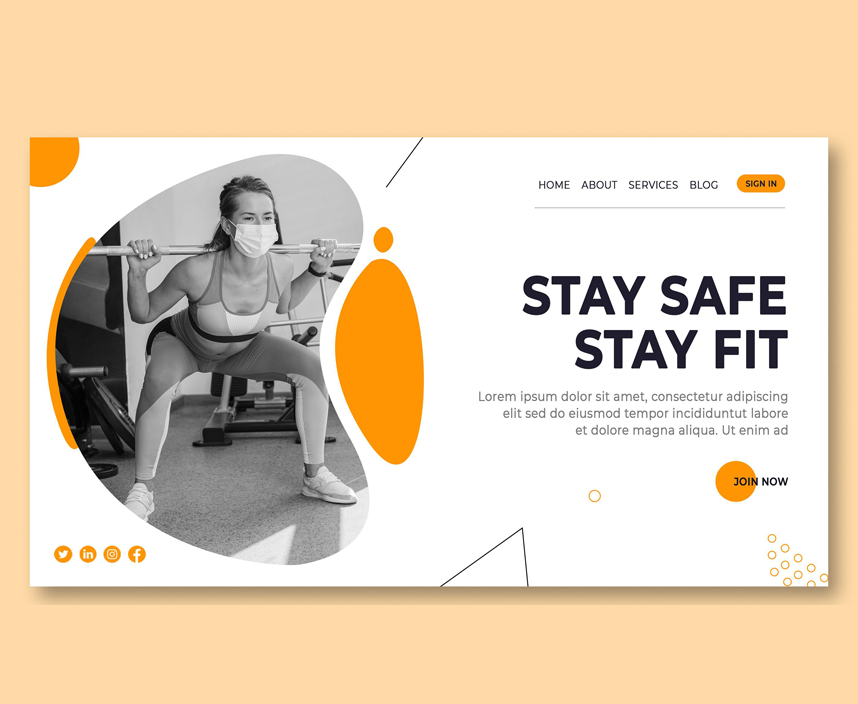 HOME ABOUT SERVICES BLOG SIGN IN
STAY SAFE
STAY FIT
Lorem ipsum dolor sit amet, consectetur adipiscing
elit sed do eiusmod tempor incididuntut labore
et dolore magna aliqua. Ut enim ad
JOIN NOW